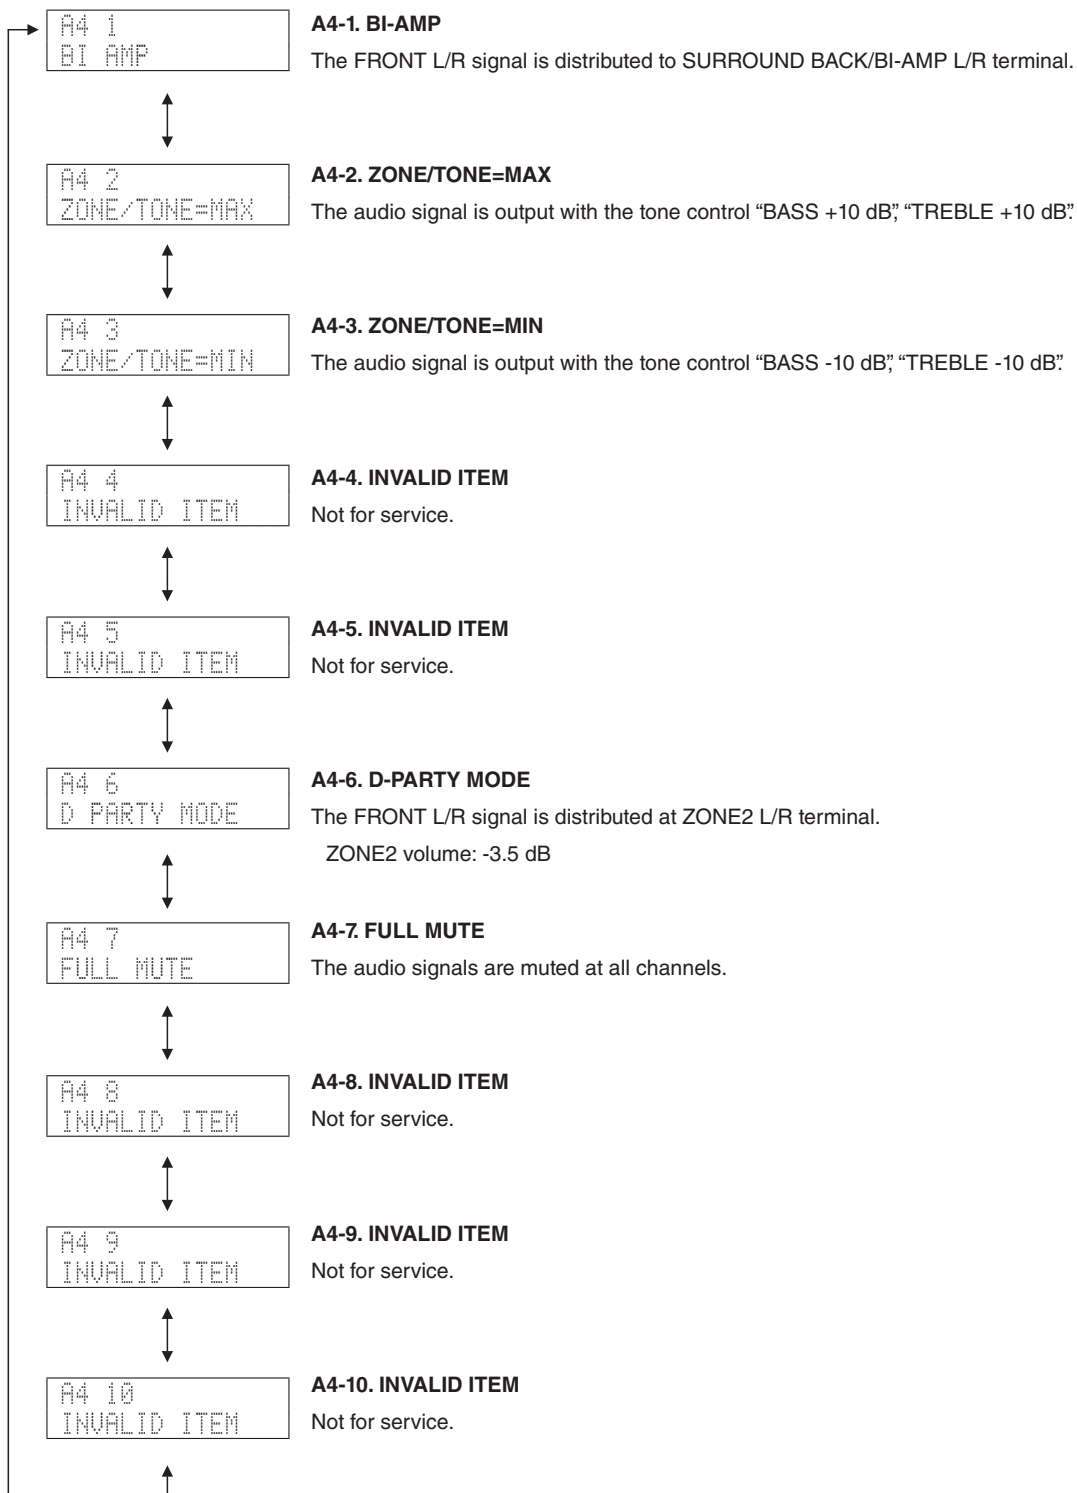 A4 1
BI AMP
A4-1. BI-AMP
The FRONT L/R signal is distributed to SURROUND BACK/BI-AMP L/R terminal.
A4 2
ZONE/TONE=MAX
A4-2. ZONE/TONE=MAX
The audio signal is output with the tone control “BASS +10 dB”, “TREBLE +10 dB”.
A4 3
ZONE/TONE=MIN
A4-3. ZONE/TONE=MIN
The audio signal is output with the tone control “BASS -10 dB”, “TREBLE -10 dB”.
A4 4
INVALID ITEM
A4-4. INVALID ITEM
Not for service.
A4 5
INVALID ITEM
A4-5. INVALID ITEM
Not for service.
A4 6
D PARTY MODE
A4-6. D-PARTY MODE
The FRONT L/R signal is distributed at ZONE2 L/R terminal.
ZONE2 volume: -3.5 dB
A4 7
FULL MUTE
A4-7. FULL MUTE
The audio signals are muted at all channels.
A4 8
INVALID ITEM
A4-8. INVALID ITEM
Not for service.
A4 9
INVALID ITEM
A4-9. INVALID ITEM
Not for service.
A4 10
INVALID ITEM
A4-10. INVALID ITEM
Not for service.